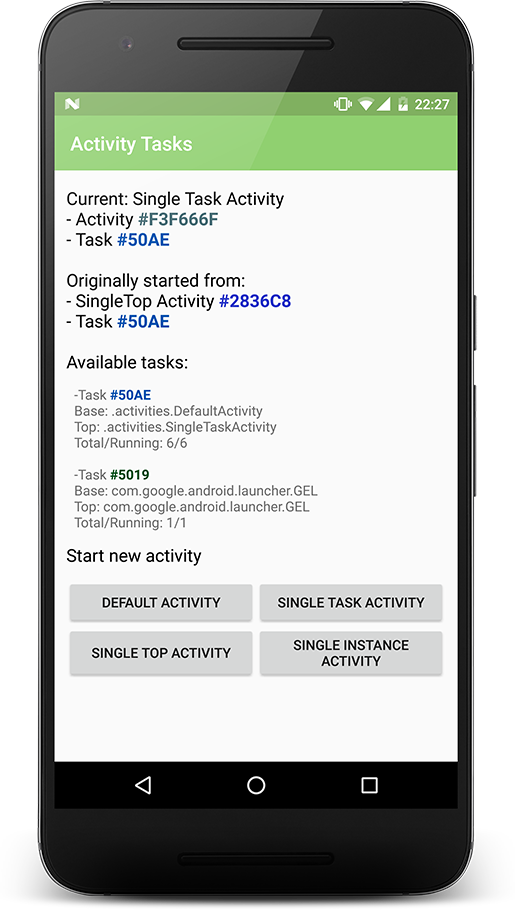 22:27
Activity Tasks
Current: Single Task Activity
- Activity #F3F666F
- Task #50AE
Originally started from:
- SingleTop Activity #2836C8
- Task #50AE
Available tasks:
-Task #50AE
Base: .activities.DefaultActivity
Top: .activities.SingleTaskActivity
Total/Running: 6/6
-Task #5019
Base: com.google.android.launcher.GEL
Top: com.google.android.launcher.GEL
Total/Running: 1/1
Start new activity
DEFAULT ACTIVITY
SINGLE TASK ACTIVITY
SINGLE TOP ACTIVITY
SINGLE INSTANCE
ACTIVITY